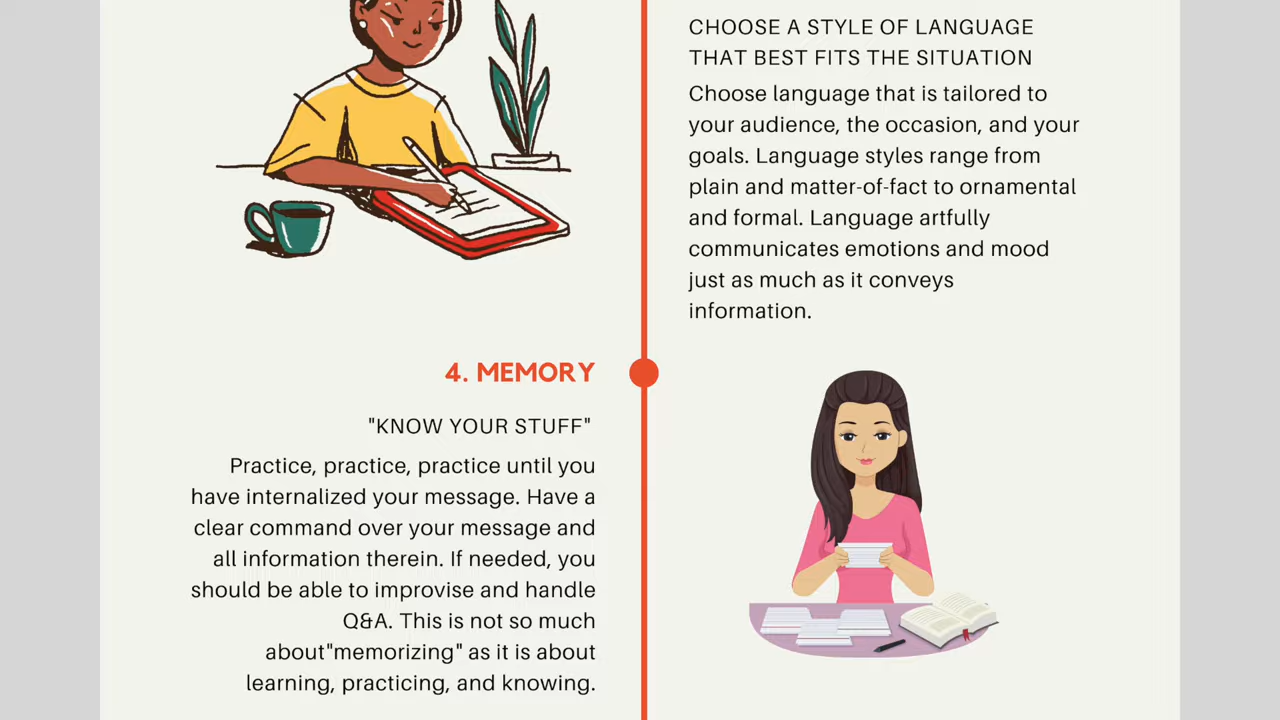 CHOOSE A STYLE OF LANGUAGE
THAT BEST FITS THE SITUATION
Choose language that is tailored to
your audience, the occasion, and your
goals. Language styles range from
plain and matter-of-fact to ornamental
and formal. Language artfully
communicates emotions and mood
just as much as it conveys
information.
4. MEMORY
"KNOW YOUR STUFF"
Practice, practice, practice until you
have internalized your message. Have a
clear command over your message and
all information therein. If needed, you
should be able to improvise and handle
Q&A. This is not so much
about"memorizing" as it is about
learning, practicing, and knowing.